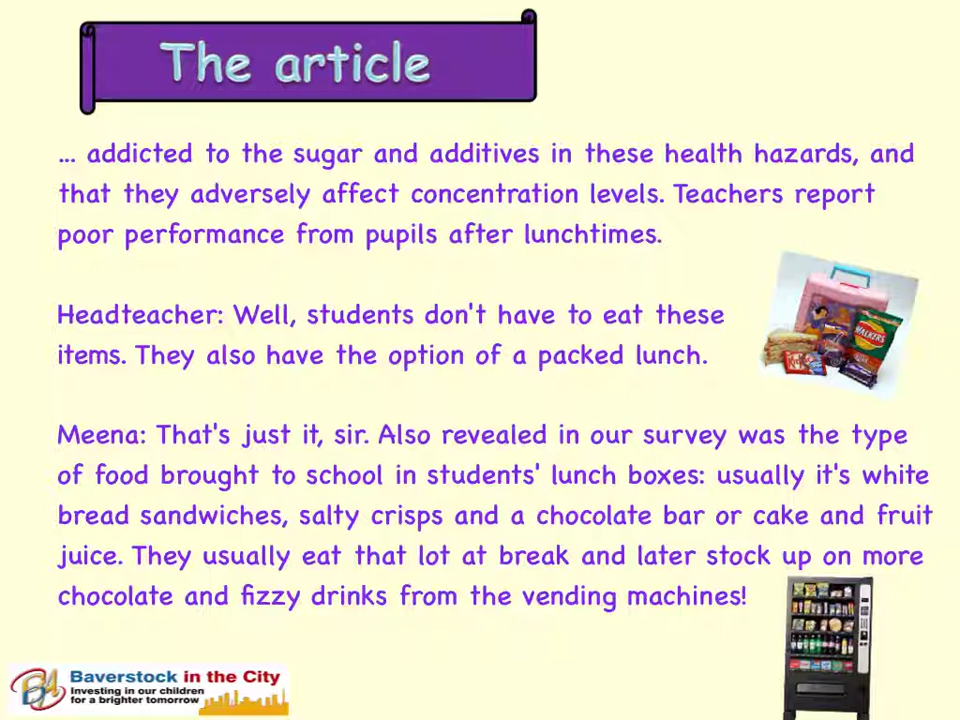 The article
... addicted to the sugar and additives in these health hazards, and
that they adversely affect concentration levels. Teachers report
poor performance from pupils after lunchtimes.
Headteacher: Well, students don't have to eat these
items. They also have the option of a packed lunch.
WALKERS
KitKat
Meena: That's just it, sir. Also revealed in our survey was the type
of food brought to school in students' lunch boxes: usually it's white
bread sandwiches, salty crisps and a chocolate bar or cake and fruit
juice. They usually eat that lot at break and later stock up on more
chocolate and fizzy drinks from the vending machines!
Baverstock in the City
Investing in our children
for a brighter tomorrow